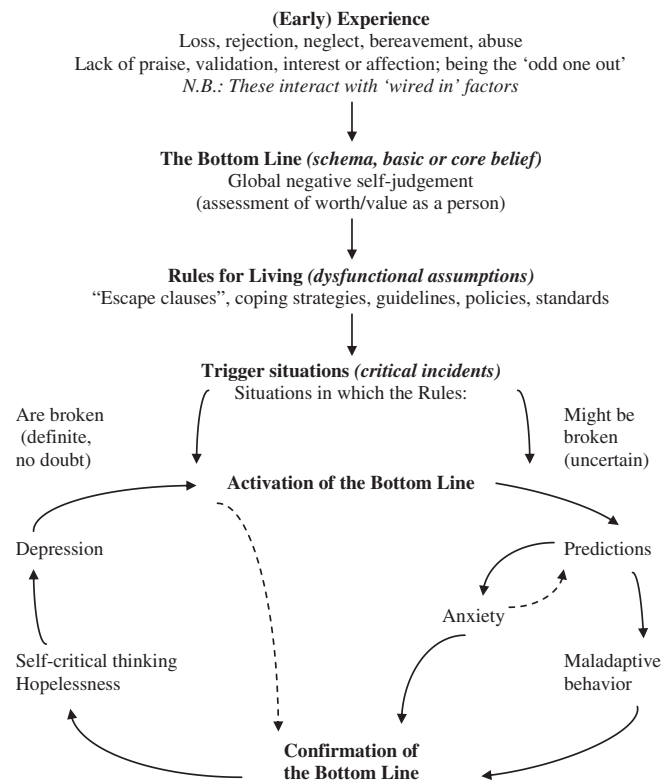 (Early) Experience
Loss, rejection, neglect, bereavement, abuse
Lack of praise, validation, interest or affection; being the ‘odd one out’
N.B.: These interact with ‘wired in’ factors
The Bottom Line (schema, basic or core belief)
Global negative self-judgement
(assessment of worth/value as a person)
Rules for Living (dysfunctional assumptions)
“Escape clauses”, coping strategies, guidelines, policies, standards
Trigger situations (critical incidents)
Situations in which the Rules:
Are broken
(definite,
no doubt)
Might be
broken
(uncertain)
Activation of the Bottom Line
Depression
Predictions
Anxiety
Self-critical thinking
Hopelessness
Maladaptive
behavior
Confirmation of
the Bottom Line